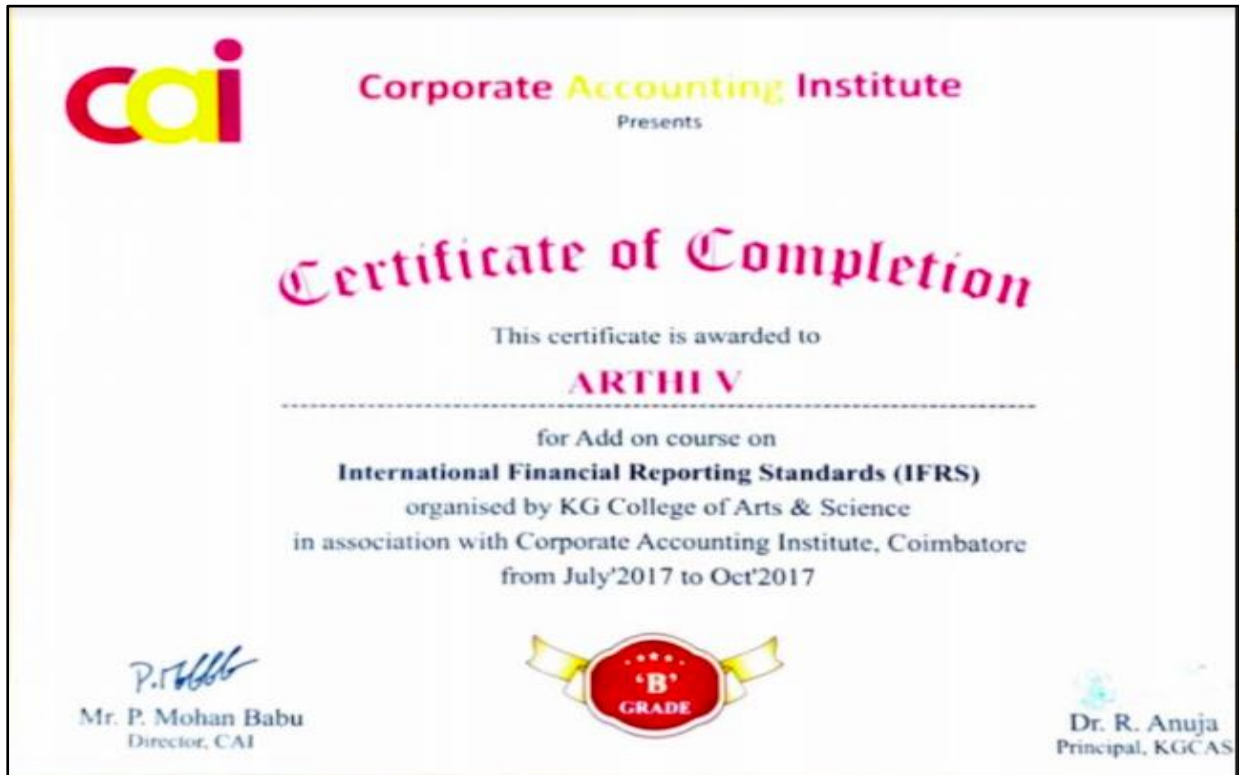 cai
Corporate Accounting Institute
Presents
Certificate of Completion
This certificate is awarded to
ARTHI V
for Add on course on
International Financial Reporting Standards (IFRS)
organised by KG College of Arts & Science
in association with Corporate Accounting Institute, Coimbatore
from July'2017 to Oct'2017
'B'
GRADE
Mr. P. Mohan Babu
Director, CAI
Dr. R. Anuja
Principal, KGCAS